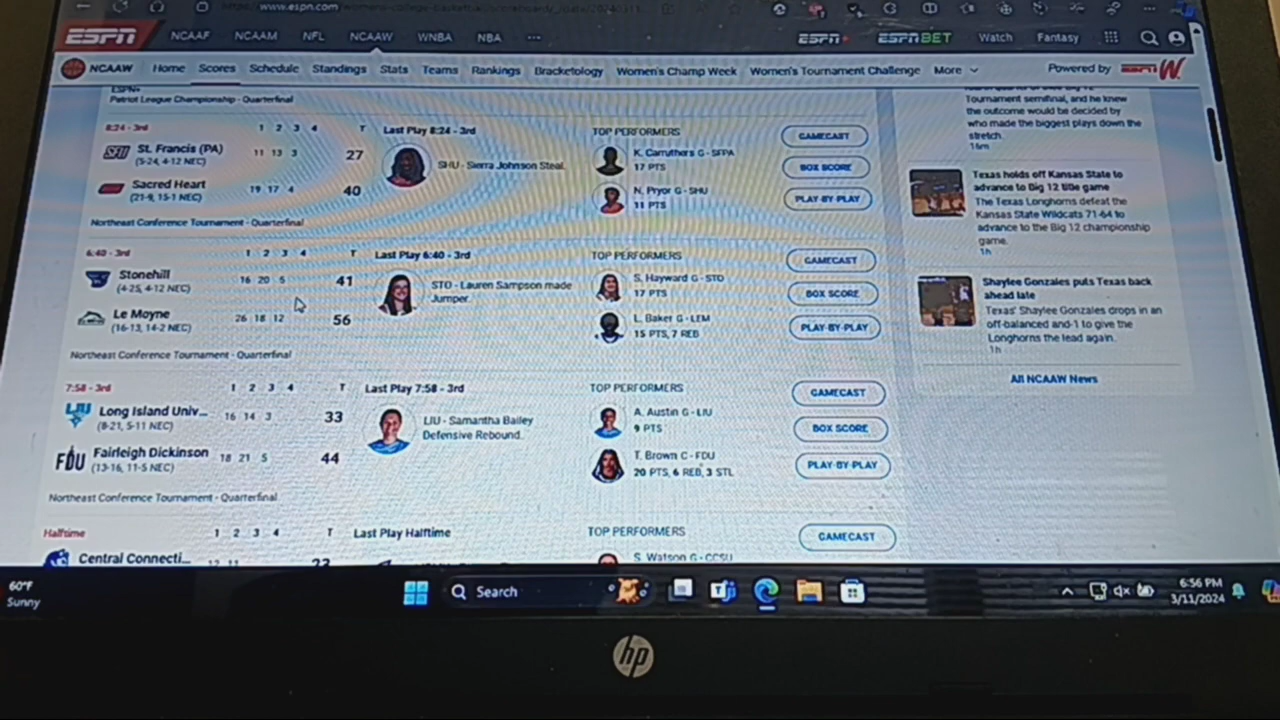 www.espn.com
ESPN NCAAF NCAAM NFL NCAAW WNBA NBA ... ESPN+ ESPN BET Watch Fantasy
NCAAW Home Scores Schedule Standings Stats Teams Rankings Bracketology Women's Champ Week Women's Tournament Challenge More Powered by ESPN W
ESPN+
Patriot League Championship - Quarterfinal
8:24 - 3rd 1 2 3 4 T Last Play 8:24 - 3rd TOP PERFORMERS GAMECAST
St. Francis (PA) 11 13 3 27 SHU - Sierra Johnson Steal. K. Carruthers G - SFPA
(5-24, 4-12 NEC) 17 PTS BOX SCORE
Sacred Heart 19 17 4 40 N. Pryor G - SHU
(21-9, 15-1 NEC) 11 PTS PLAY-BY-PLAY
Northeast Conference Tournament - Quarterfinal
6:40 - 3rd 1 2 3 4 T Last Play 6:40 - 3rd TOP PERFORMERS GAMECAST
Stonehill 16 20 5 41 STO - Lauren Sampson made S. Hayward G - STO
(4-25, 4-12 NEC) Jumper. 17 PTS BOX SCORE
Le Moyne 26 18 12 56 L. Baker G - LEM
(16-13, 14-2 NEC) 15 PTS, 7 REB PLAY-BY-PLAY
Northeast Conference Tournament - Quarterfinal
7:58 - 3rd 1 2 3 4 T Last Play 7:58 - 3rd TOP PERFORMERS GAMECAST
LIU Long Island Univ... 16 14 3 33 LIU - Samantha Bailey A. Austin G - LIU
(8-21, 5-11 NEC) Defensive Rebound. 9 PTS BOX SCORE
FDU Fairleigh Dickinson 18 21 5 44 T. Brown C - FDU
(13-16, 11-5 NEC) 20 PTS, 6 REB, 3 STL PLAY-BY-PLAY
Northeast Conference Tournament - Quarterfinal
Halftime 1 2 3 4 T Last Play Halftime TOP PERFORMERS GAMECAST
Central Connecti... S. Watson G - CCSU
Tournament semifinal, and he knew
the outcome would be decided by
who made the biggest plays down the
stretch.
16m
Texas holds off Kansas State to
advance to Big 12 title game
The Texas Longhorns defeat the
Kansas State Wildcats 71-64 to
advance to the Big 12 championship
game.
1h
Shaylee Gonzales puts Texas back
ahead late
Texas' Shaylee Gonzales drops in an
off-balanced and-1 to give the
Longhorns the lead again.
1h
All NCAAW News
60°F
Sunny
Search
6:56 PM
3/11/2024
hp